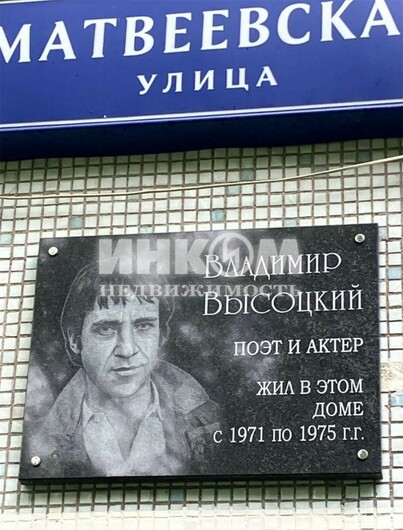 МАТВЕЕВСКА
УЛИЦА
ИНКОМ
НЕДВИЖИМОСТЬ
ВЛАДИМИР
ВЫСОЦКИЙ
ПОЭТ И АКТЕР
ЖИЛ В ЭТОМ
ДОМЕ
С 1971 ПО 1975 Г.Г.